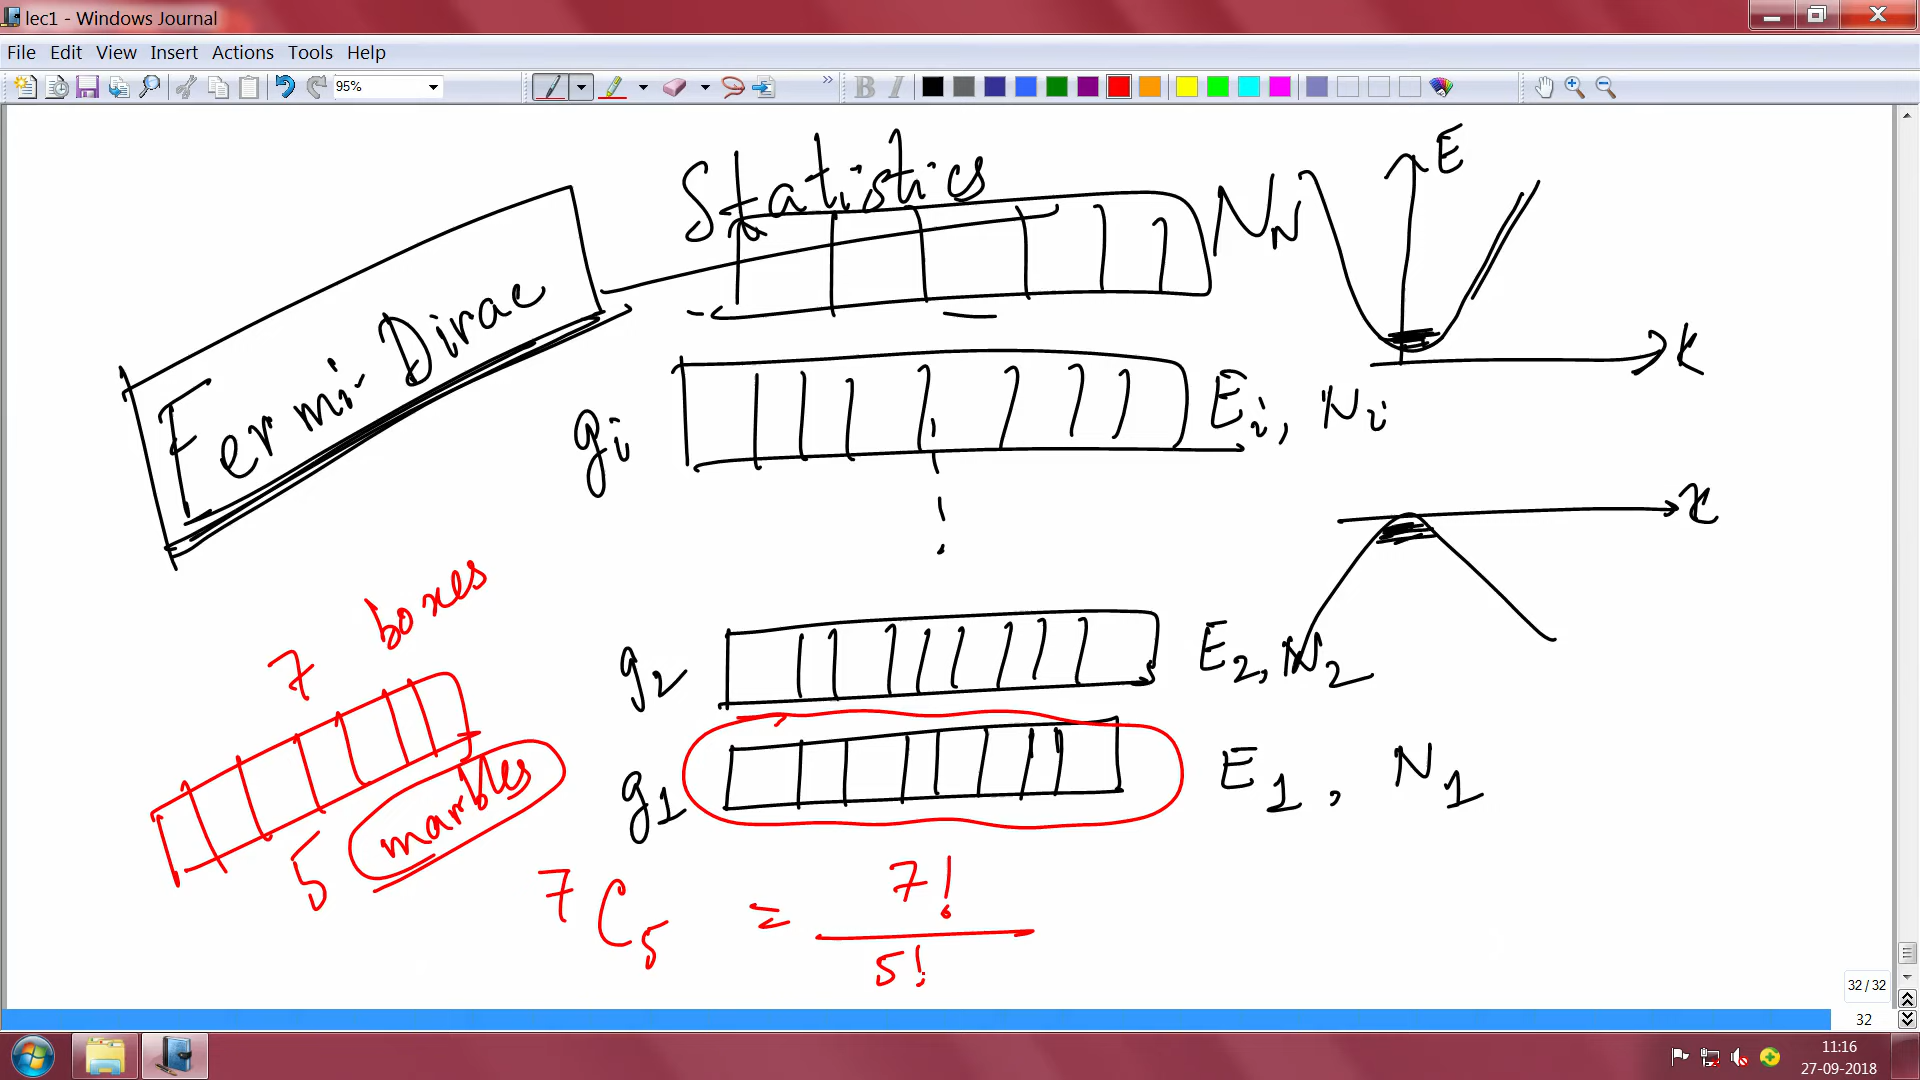 lec1 - Windows Journal
File Edit View Insert Actions Tools Help
95%
B I
Statistics
N_N
E
k
Fermi-Dirac
g_i
E_i, N_i
x
7 boxes
g_2
E_2, N_2
5 marbles
g_1
E_1, N_1
7 C_5 = 7!
5!
32 / 32
32
11:16
27-09-2018